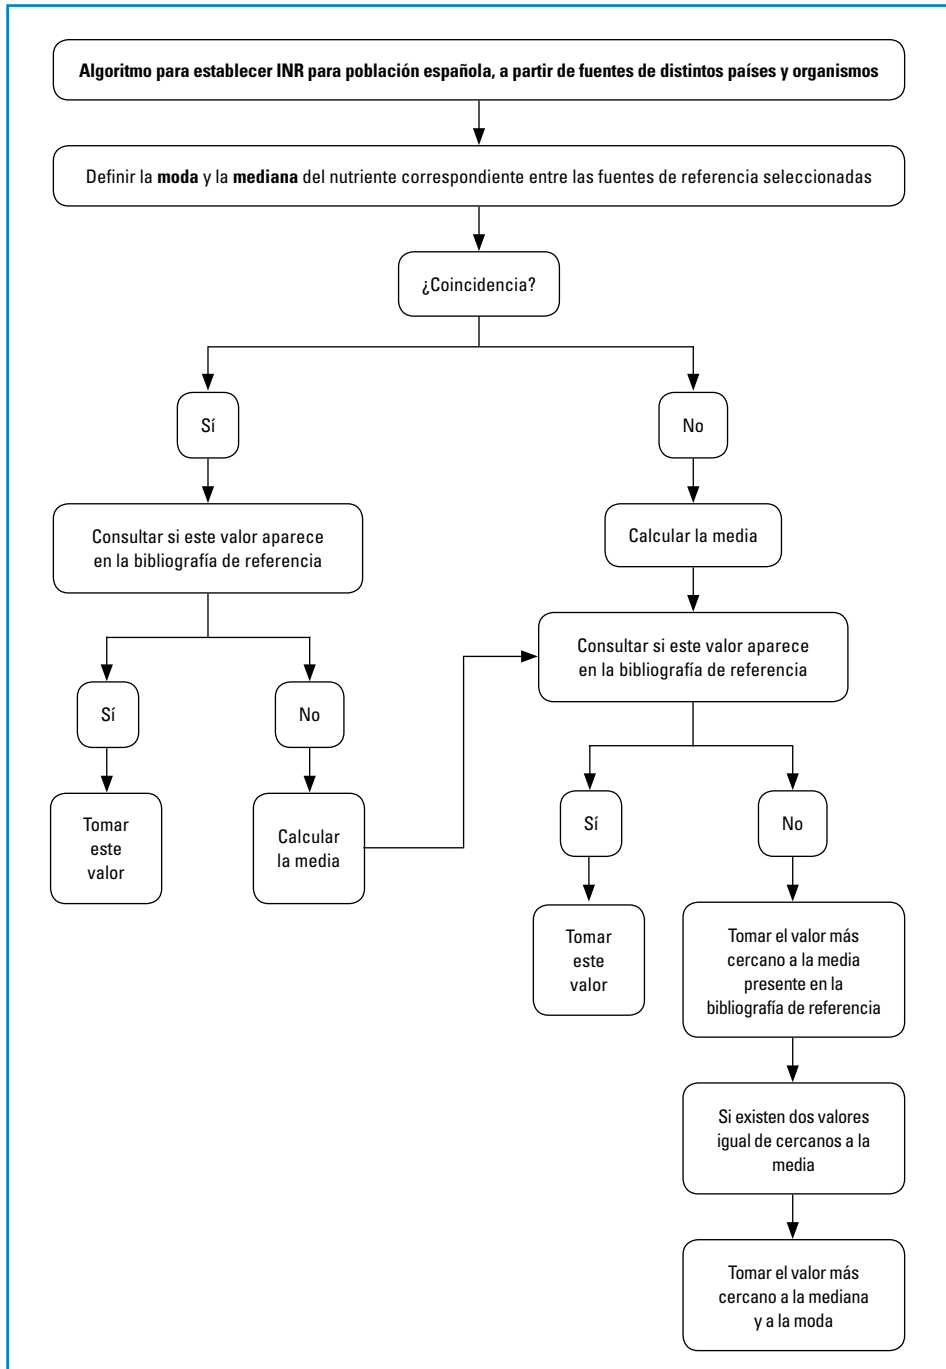 Algoritmo para establecer INR para población española, a partir de fuentes de distintos países y organismos
Definir la moda y la mediana del nutriente correspondiente entre las fuentes de referencia seleccionadas
¿Coincidencia?
Sí
No
Consultar si este valor aparece
en la bibliografía de referencia
Calcular la media
Consultar si este valor aparece
en la bibliografía de referencia
Sí
No
Tomar
este
valor
Calcular
la media
Sí
No
Tomar
este
valor
Tomar el valor más
cercano a la media
presente en la
bibliografía de referencia
Si existen dos valores
igual de cercanos a la
media
Tomar el valor más
cercano a la mediana
y a la moda